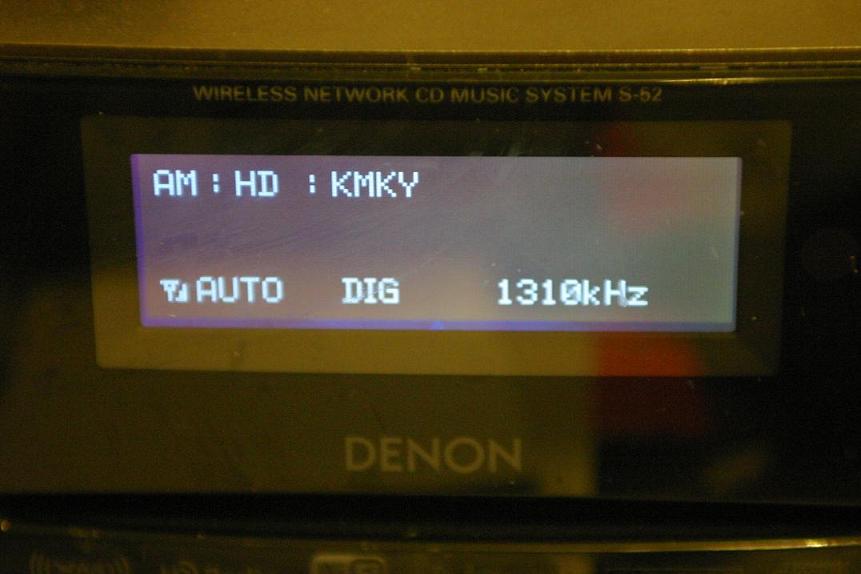 WIRELESS NETWORK CD MUSIC SYSTEM S-52
AM : HD : KMKY
AUTO DIG 1310kHz
DENON